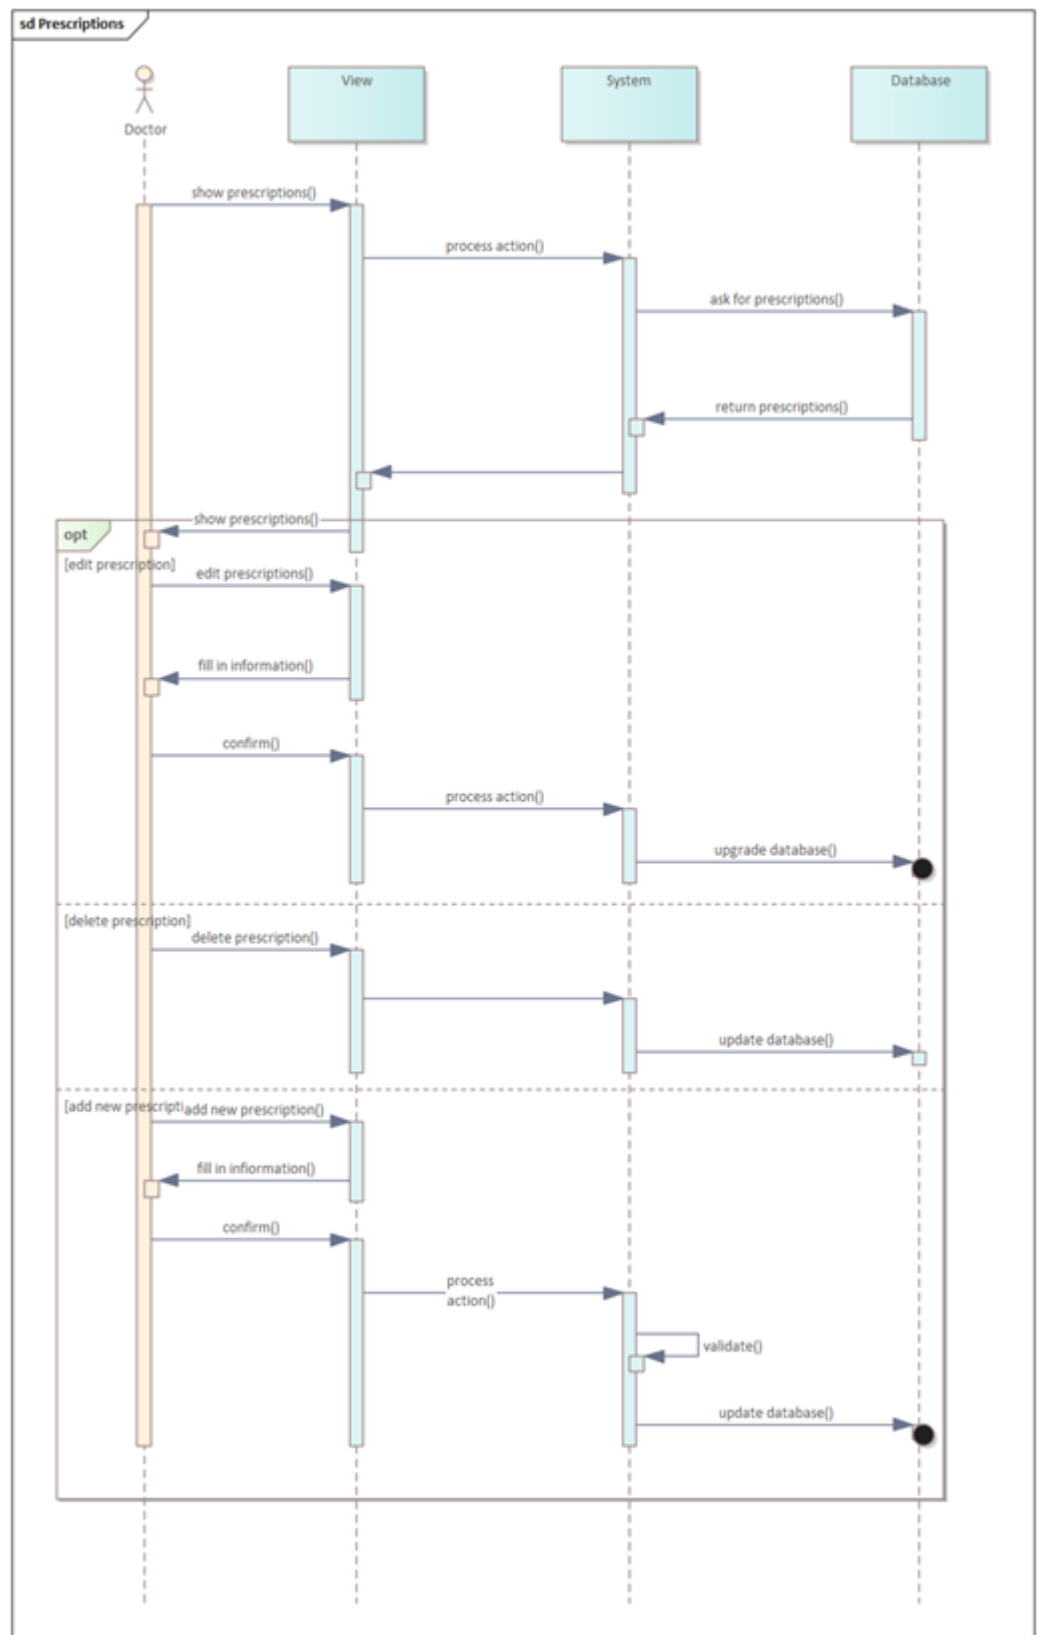 sd Prescriptions
View
System
Database
Doctor
show prescriptions()
process action()
ask for prescriptions()
return prescriptions()
show prescriptions()
opt
[edit prescription]
edit prescriptions()
fill in information()
confirm()
process action()
upgrade database()
[delete prescription]
delete prescription()
update database()
[add new prescripti
add new prescription()
fill in infiormation()
confirm()
process
action()
validate()
update database()